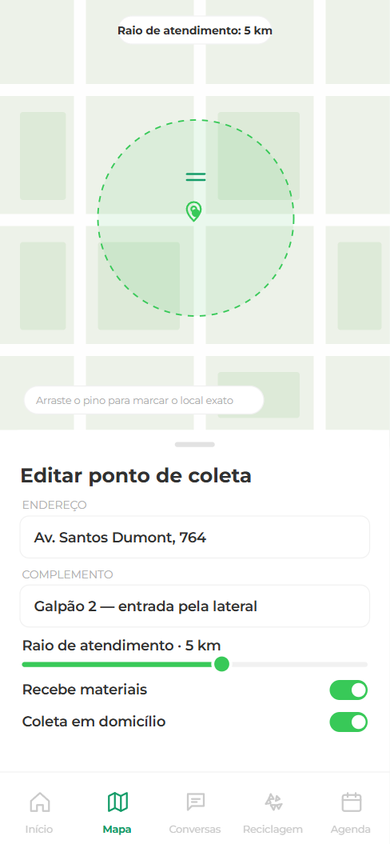 Raio de atendimento: 5 km
Arraste o pino para marcar o local exato
Editar ponto de coleta
ENDEREÇO
Av. Santos Dumont, 764
COMPLEMENTO
Galpão 2 — entrada pela lateral
Raio de atendimento · 5 km
Recebe materiais
Coleta em domicílio
Início
Mapa
Conversas
Reciclagem
Agenda